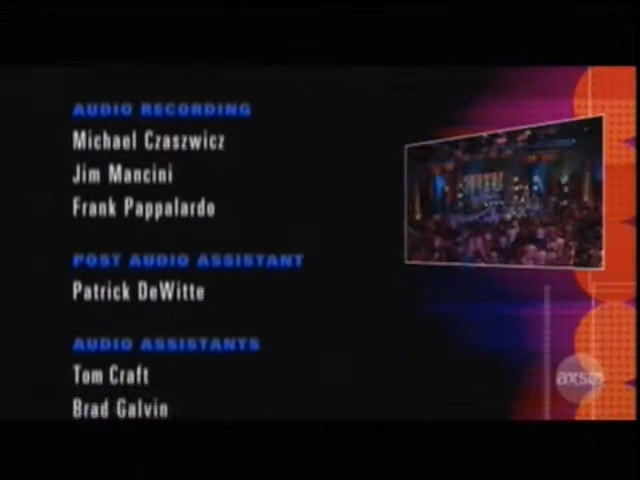 AUDIO RECORDING
Michael Czaszwicz
Jim Mancini
Frank Pappalardo
POST AUDIO ASSISTANT
Patrick DeWitte
AUDIO ASSISTANTS
Tom Craft
Brad Galvin
axs